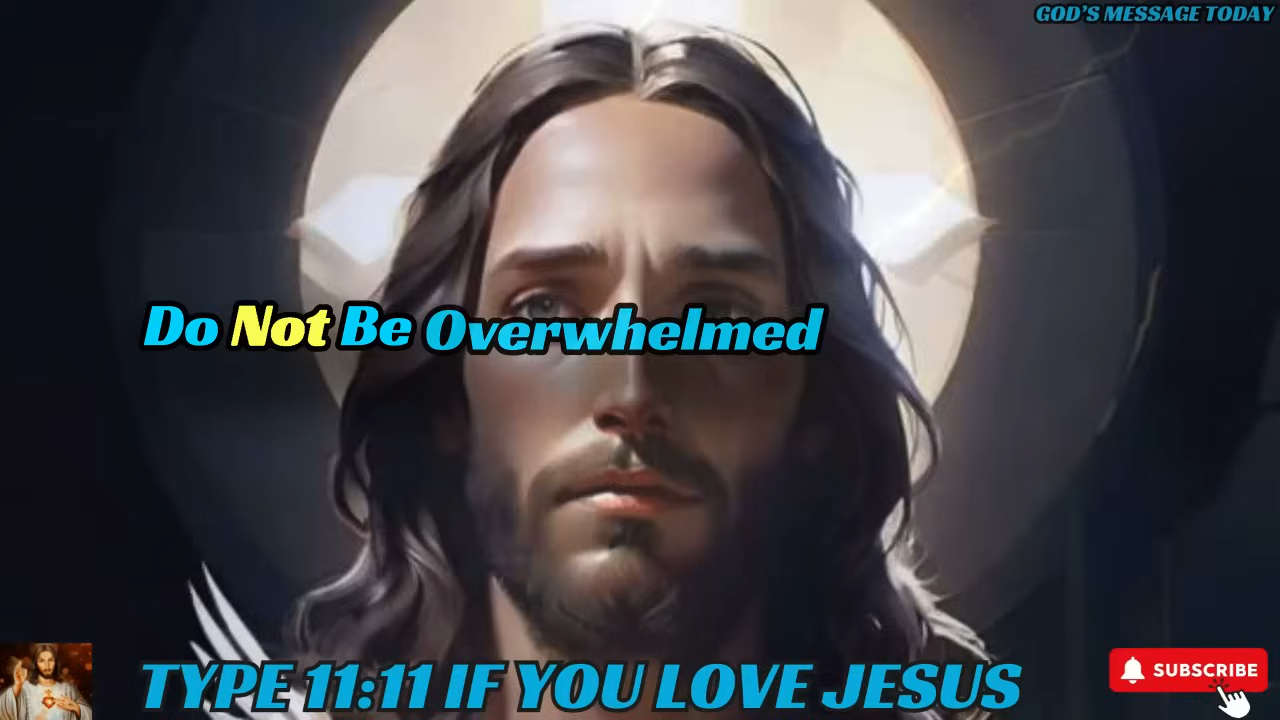 GOD'S MESSAGE TODAY
Do Not Be Overwhelmed
TYPE 11:11 IF YOU LOVE JESUS
SUBSCRIBE